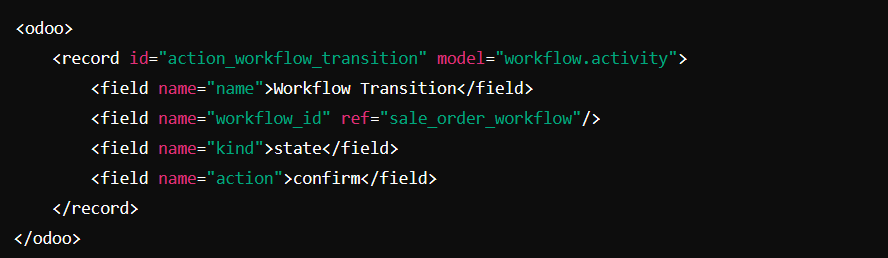 <odoo>
    <record id="action_workflow_transition" model="workflow.activity">
        <field name="name">Workflow Transition</field>
        <field name="workflow_id" ref="sale_order_workflow"/>
        <field name="kind">state</field>
        <field name="action">confirm</field>
    </record>
</odoo>